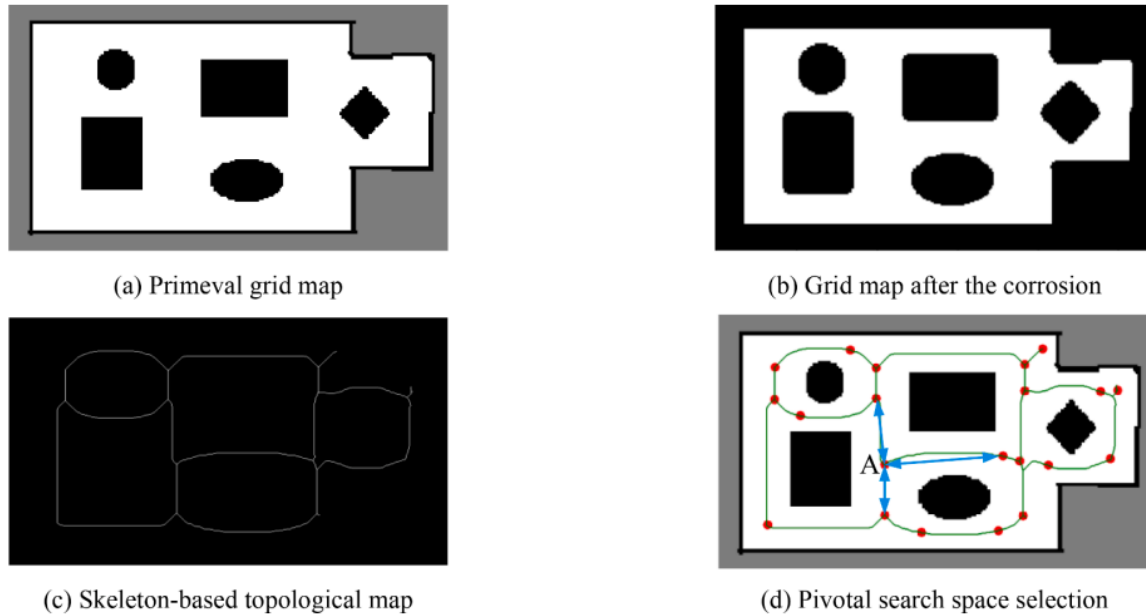 (a) Primeval grid map
(b) Grid map after the corrosion
A
(c) Skeleton-based topological map
(d) Pivotal search space selection